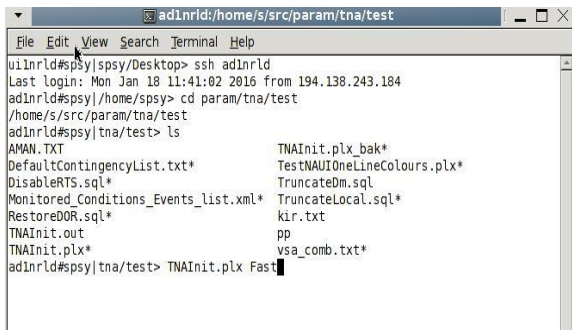 ad1nrld:/home/s/src/param/tna/test
File Edit View Search Terminal Help
ui1nrld#spsy|spsy/Desktop> ssh ad1nrld
Last login: Mon Jan 18 11:41:02 2016 from 194.138.243.184
ad1nrld#spsy|/home/spsy> cd param/tna/test
/home/s/src/param/tna/test
ad1nrld#spsy|tna/test> ls
AMAN.TXT TNAInit.plx_bak*
DefaultContingencyList.txt* TestNAUIOneLineColours.plx*
DisableRTS.sql* TruncateDm.sql
Monitored_Conditions_Events_list.xml* TruncateLocal.sql*
RestoreDOR.sql* kir.txt
TNAInit.out pp
TNAInit.plx* vsa_comb.txt*
ad1nrld#spsy|tna/test> TNAInit.plx Fast